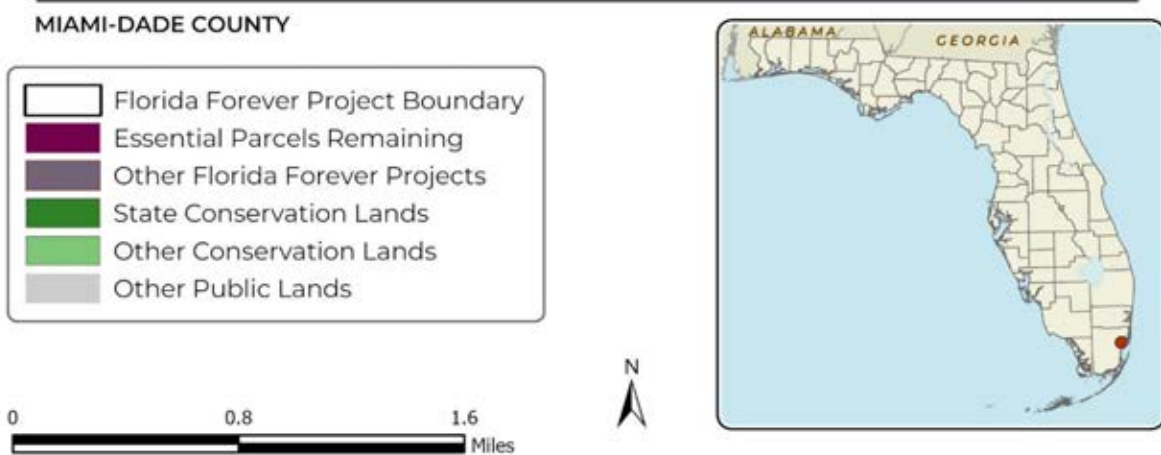 MIAMI-DADE COUNTY
Florida Forever Project Boundary
Essential Parcels Remaining
Other Florida Forever Projects
State Conservation Lands
Other Conservation Lands
Other Public Lands
0 0.8 1.6
Miles
N
ALABAMA
GEORGIA